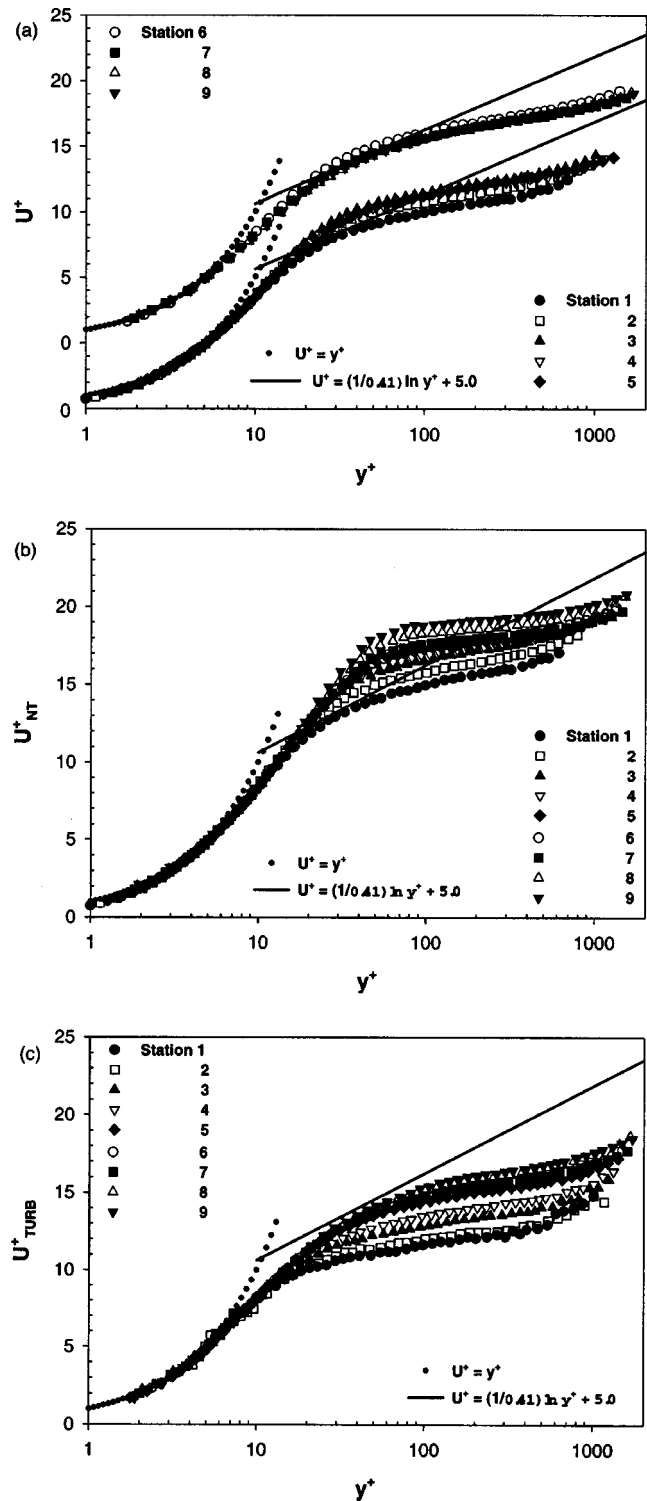 (a)
25
20
15
10
5
0
0
U+
Station 6
7
8
9
Station 1
2
3
4
5
U+ = y+
U+ = (1/0.41) ln y+ + 5.0
1
10
100
1000
y+
(b)
25
20
15
10
5
0
U+NT
Station 1
2
3
4
5
6
7
8
9
U+ = y+
U+ = (1/0.41) ln y+ + 5.0
1
10
100
1000
y+
(c)
25
20
15
10
5
0
U+TURB
Station 1
2
3
4
5
6
7
8
9
U+ = y+
U+ = (1/0.41) ln y+ + 5.0
1
10
100
1000
y+